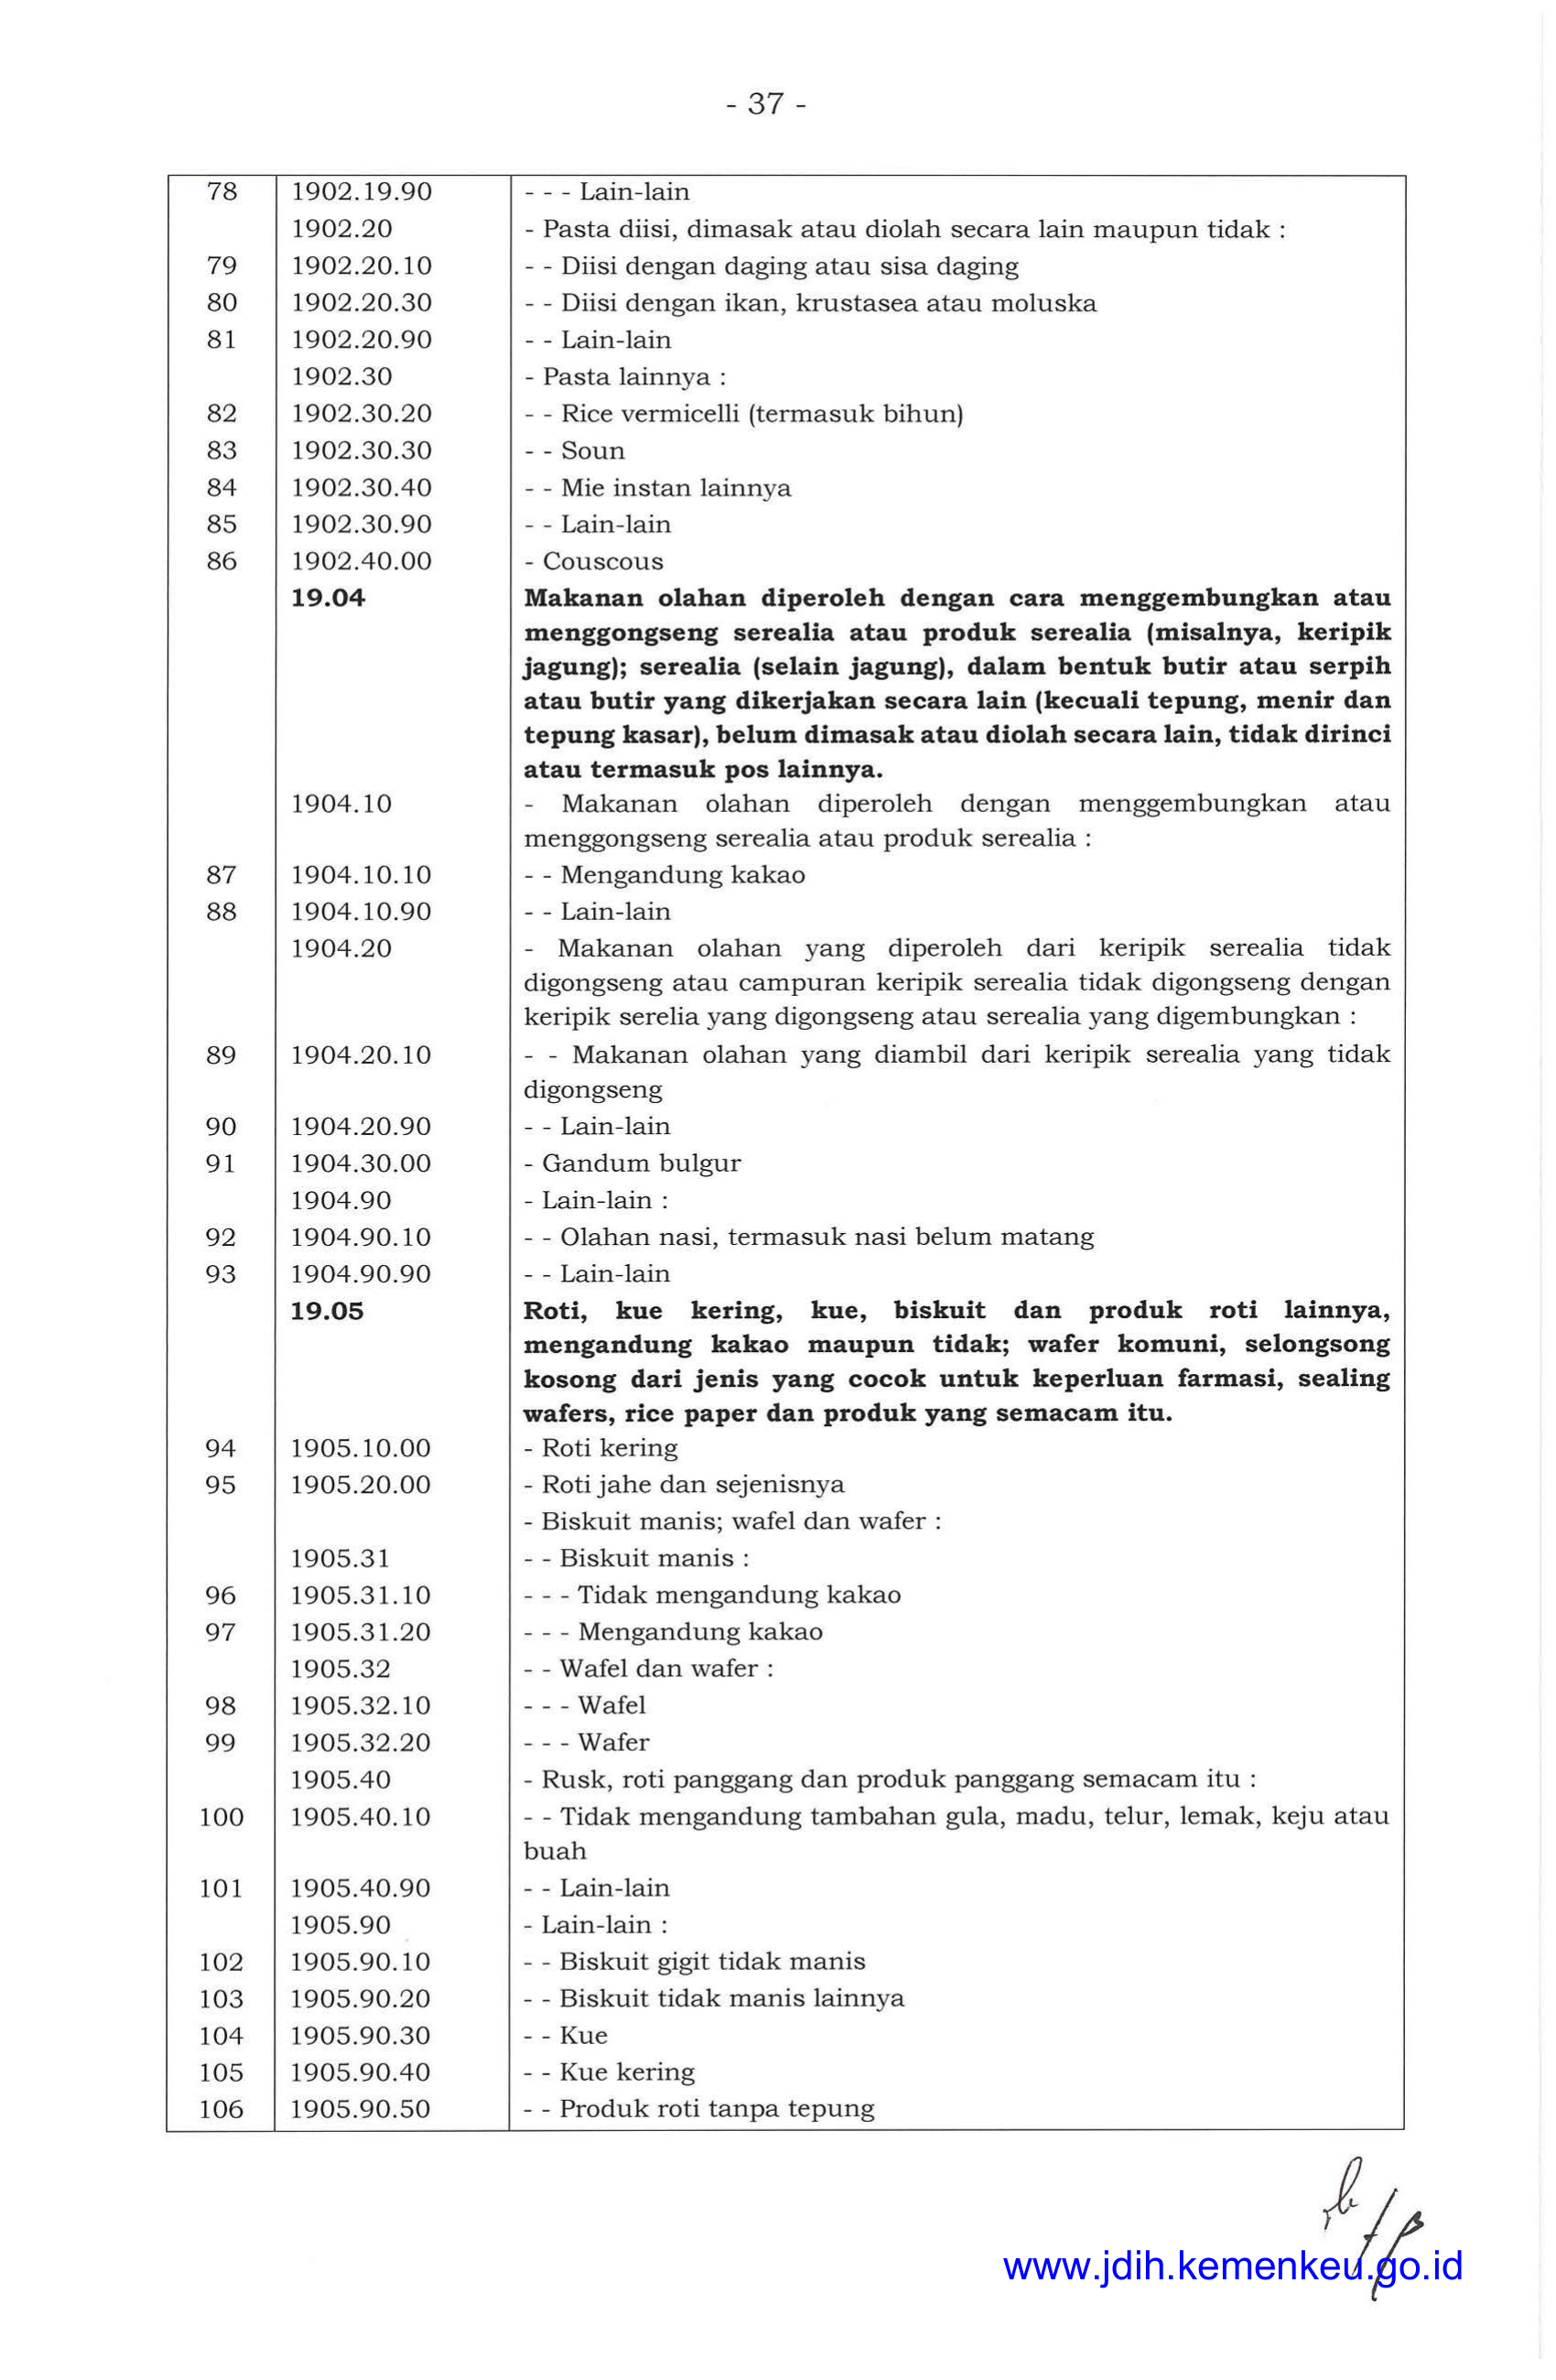 - 37 -
78 1902.19.90 - - - Lain-lain
1902.20 - Pasta diisi, dimasak atau diolah secara lain maupun tidak :
79 1902.20.10 - - Diisi dengan daging atau sisa daging
80 1902.20.30 - - Diisi dengan ikan, krustasea atau moluska
81 1902.20.90 - - Lain-lain
1902.30 - Pasta lainnya :
82 1902.30.20 - - Rice vermicelli (termasuk bihun)
83 1902.30.30 - - Soun
84 1902.30.40 - - Mie instan lainnya
85 1902.30.90 - - Lain-lain
86 1902.40.00 - Couscous
19.04 Makanan olahan diperoleh dengan cara menggembungkan atau
menggongseng serealia atau produk serealia (misalnya, keripik
jagung); serealia (selain jagung), dalam bentuk butir atau serpih
atau butir yang dikerjakan secara lain (kecuali tepung, menir dan
tepung kasar), belum dimasak atau diolah secara lain, tidak dirinci
atau termasuk pos lainnya.
1904.10 - Makanan olahan diperoleh dengan menggembungkan atau
menggongseng serealia atau produk serealia :
87 1904.10.10 - - Mengandung kakao
88 1904.10.90 - - Lain-lain
1904.20 - Makanan olahan yang diperoleh dari keripik serealia tidak
digongseng atau campuran keripik serealia tidak digongseng dengan
keripik serelia yang digongseng atau serealia yang digembungkan :
89 1904.20.10 - - Makanan olahan yang diambil dari keripik serealia yang tidak
digongseng
90 1904.20.90 - - Lain-lain
91 1904.30.00 - Gandum bulgur
1904.90 - Lain-lain :
92 1904.90.10 - - Olahan nasi, termasuk nasi belum matang
93 1904.90.90 - - Lain-lain
19.05 Roti, kue kering, kue, biskuit dan produk roti lainnya,
mengandung kakao maupun tidak; wafer komuni, selongsong
kosong dari jenis yang cocok untuk keperluan farmasi, sealing
wafers, rice paper dan produk yang semacam itu.
94 1905.10.00 - Roti kering
95 1905.20.00 - Roti jahe dan sejenisnya
- Biskuit manis; wafel dan wafer :
1905.31 - - Biskuit manis :
96 1905.31.10 - - - Tidak mengandung kakao
97 1905.31.20 - - - Mengandung kakao
1905.32 - - Wafel dan wafer :
98 1905.32.10 - - - Wafel
99 1905.32.20 - - - Wafer
1905.40 - Rusk, roti panggang dan produk panggang semacam itu :
100 1905.40.10 - - Tidak mengandung tambahan gula, madu, telur, lemak, keju atau
buah
101 1905.40.90 - - Lain-lain
1905.90 - Lain-lain :
102 1905.90.10 - - Biskuit gigit tidak manis
103 1905.90.20 - - Biskuit tidak manis lainnya
104 1905.90.30 - - Kue
105 1905.90.40 - - Kue kering
106 1905.90.50 - - Produk roti tanpa tepung
www.jdih.kemenkeu.go.id